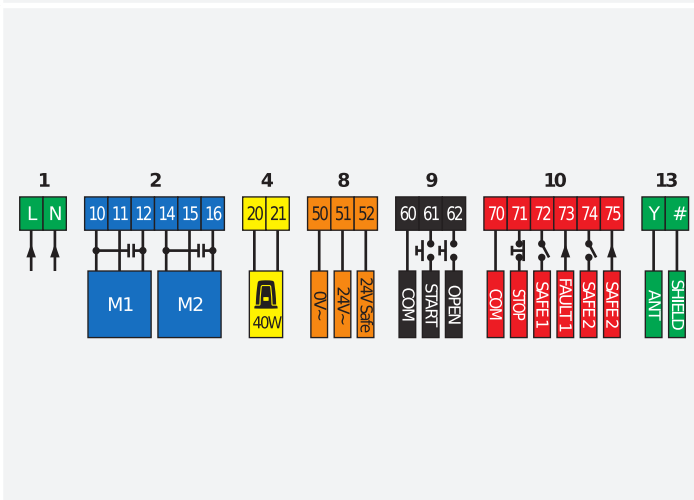 1 2 4 8 9 10 13
L N 10 11 12 14 15 16 20 21 50 51 52 60 61 62 70 71 72 73 74 75 Y #
M1 M2 40W 0V~ 24V~ 24V Safe COM START OPEN COM STOP SAFE 1 FAULT 1 SAFE 2 SAFE 2 ANT SHIELD